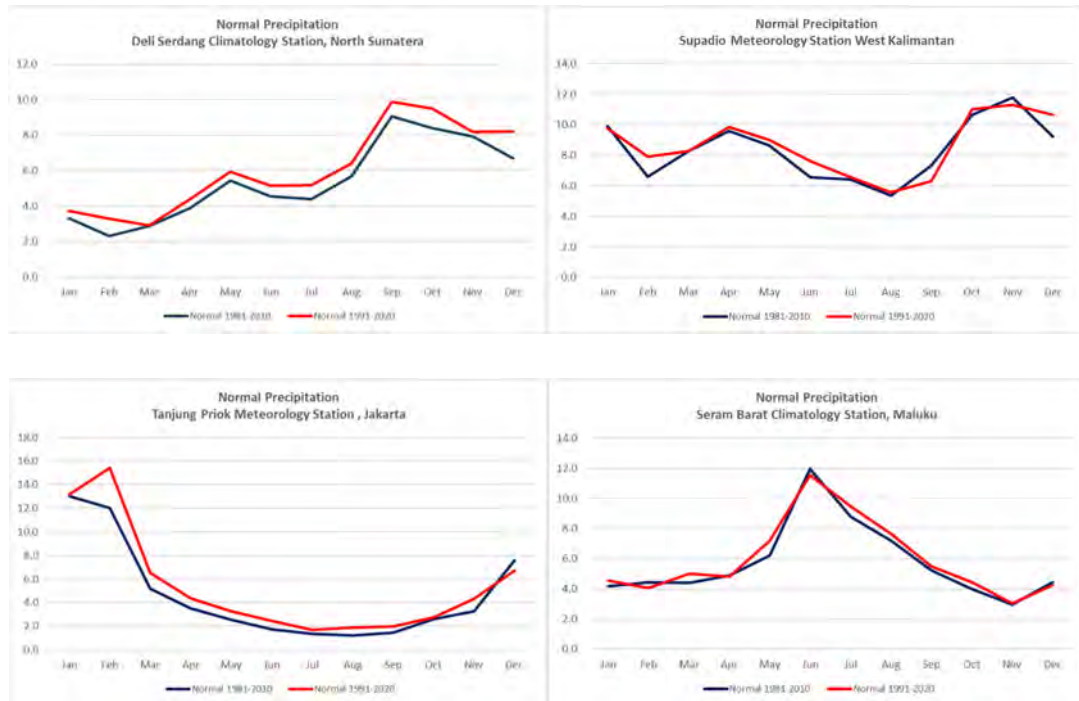 Normal Precipitation
Deli Serdang Climatology Station, North Sumatera
12.0
10.0
8.0
6.0
4.0
2.0
0.0
Jan Feb Mar Apr May Jun Jul Aug Sep Oct Nov Dec
Normal 1981-2010 Normal 1991-2020
Normal Precipitation
Supadio Meteorology Station West Kalimantan
14.0
12.0
10.0
8.0
6.0
4.0
2.0
0.0
Jan Feb Mar Apr May Jun Jul Aug Sep Oct Nov Dec
Normal 1981-2010 Normal 1991-2020
Normal Precipitation
Tanjung Priok Meteorology Station , Jakarta
18.0
16.0
14.0
12.0
10.0
8.0
6.0
4.0
2.0
0.0
Jan Feb Mar Apr May Jun Jul Aug Sep Oct Nov Dec
Normal 1981-2010 Normal 1991-2020
Normal Precipitation
Seram Barat Climatology Station, Maluku
14.0
12.0
10.0
8.0
6.0
4.0
2.0
0.0
Jan Feb Mar Apr May Jun Jul Aug Sep Oct Nov Dec
Normal 1981-2010 Normal 1991-2020